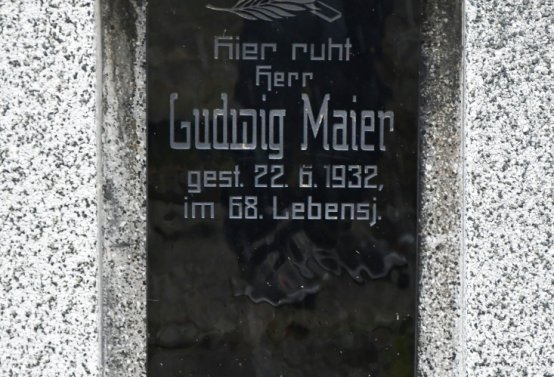 Hier ruht
Herr
Ludwig Maier
gest. 22. 6. 1932,
im 68. Lebensj.